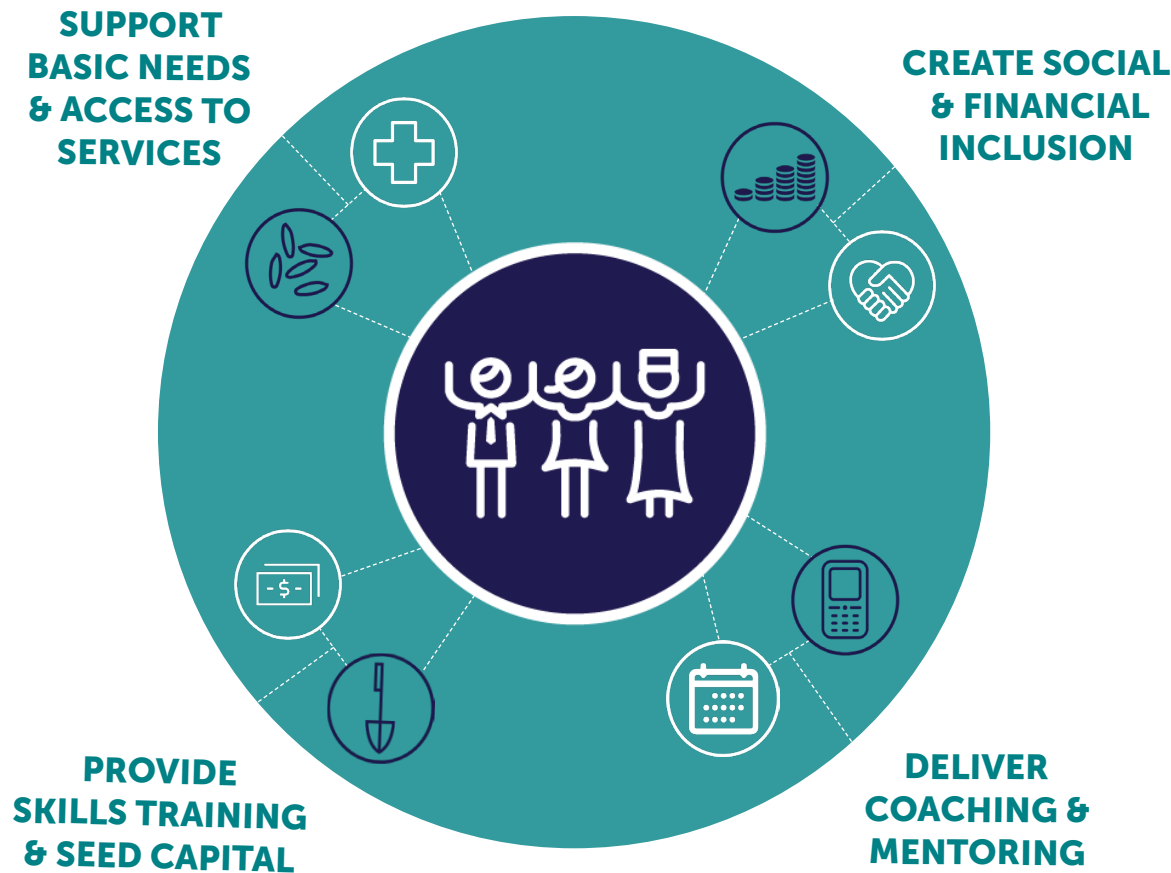 SUPPORT
BASIC NEEDS
& ACCESS TO
SERVICES
CREATE SOCIAL
& FINANCIAL
INCLUSION
-$-
PROVIDE
SKILLS TRAINING
& SEED CAPITAL
DELIVER
COACHING &
MENTORING